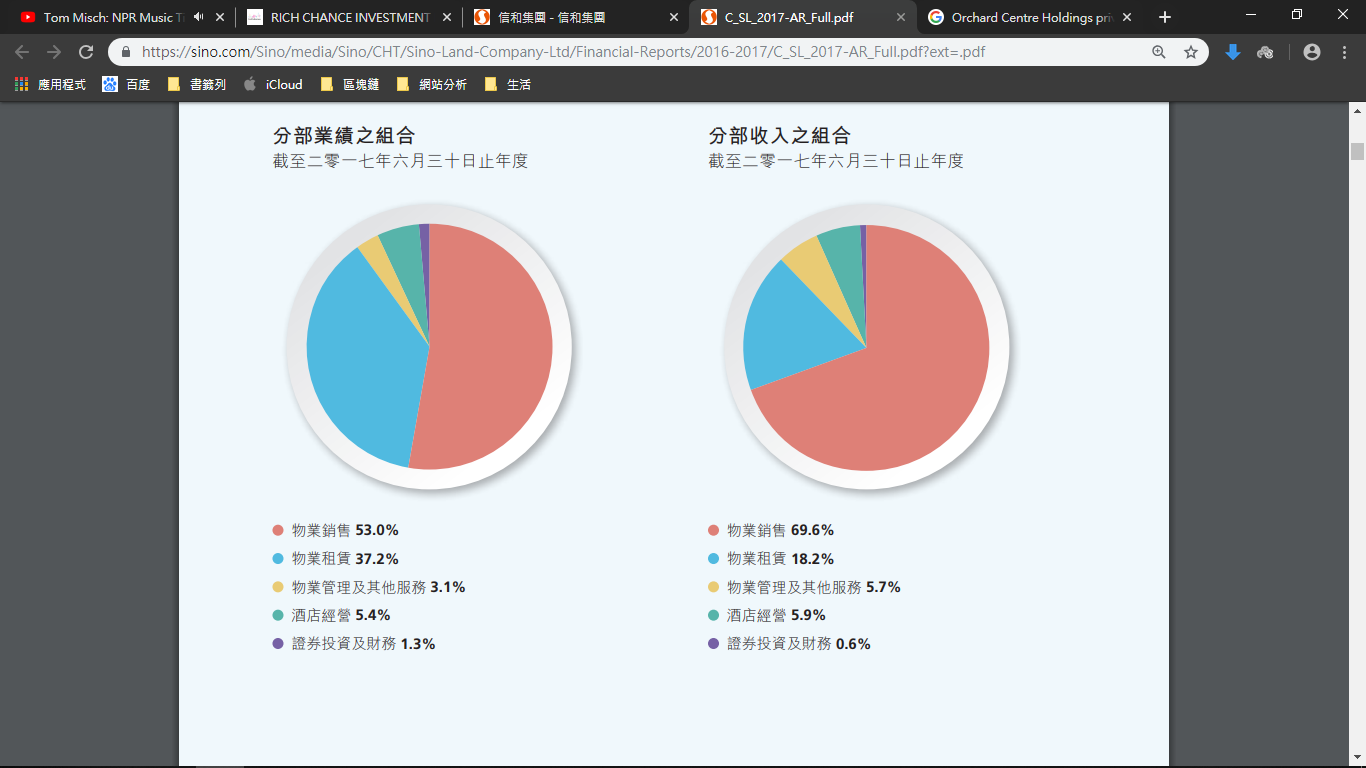 Tom Misch: NPR Music Ti
RICH CHANCE INVESTMENT
信和集團 - 信和集團
C_SL_2017-AR_Full.pdf
Orchard Centre Holdings priv
https://sino.com/Sino/media/Sino/CHT/Sino-Land-Company-Ltd/Financial-Reports/2016-2017/C_SL_2017-AR_Full.pdf?ext=.pdf
應用程式 百度 書籤列 iCloud 區塊鏈 網站分析 生活
分部業績之組合
截至二零一七年六月三十日止年度
物業銷售 53.0%
物業租賃 37.2%
物業管理及其他服務 3.1%
酒店經營 5.4%
證券投資及財務 1.3%
分部收入之組合
截至二零一七年六月三十日止年度
物業銷售 69.6%
物業租賃 18.2%
物業管理及其他服務 5.7%
酒店經營 5.9%
證券投資及財務 0.6%